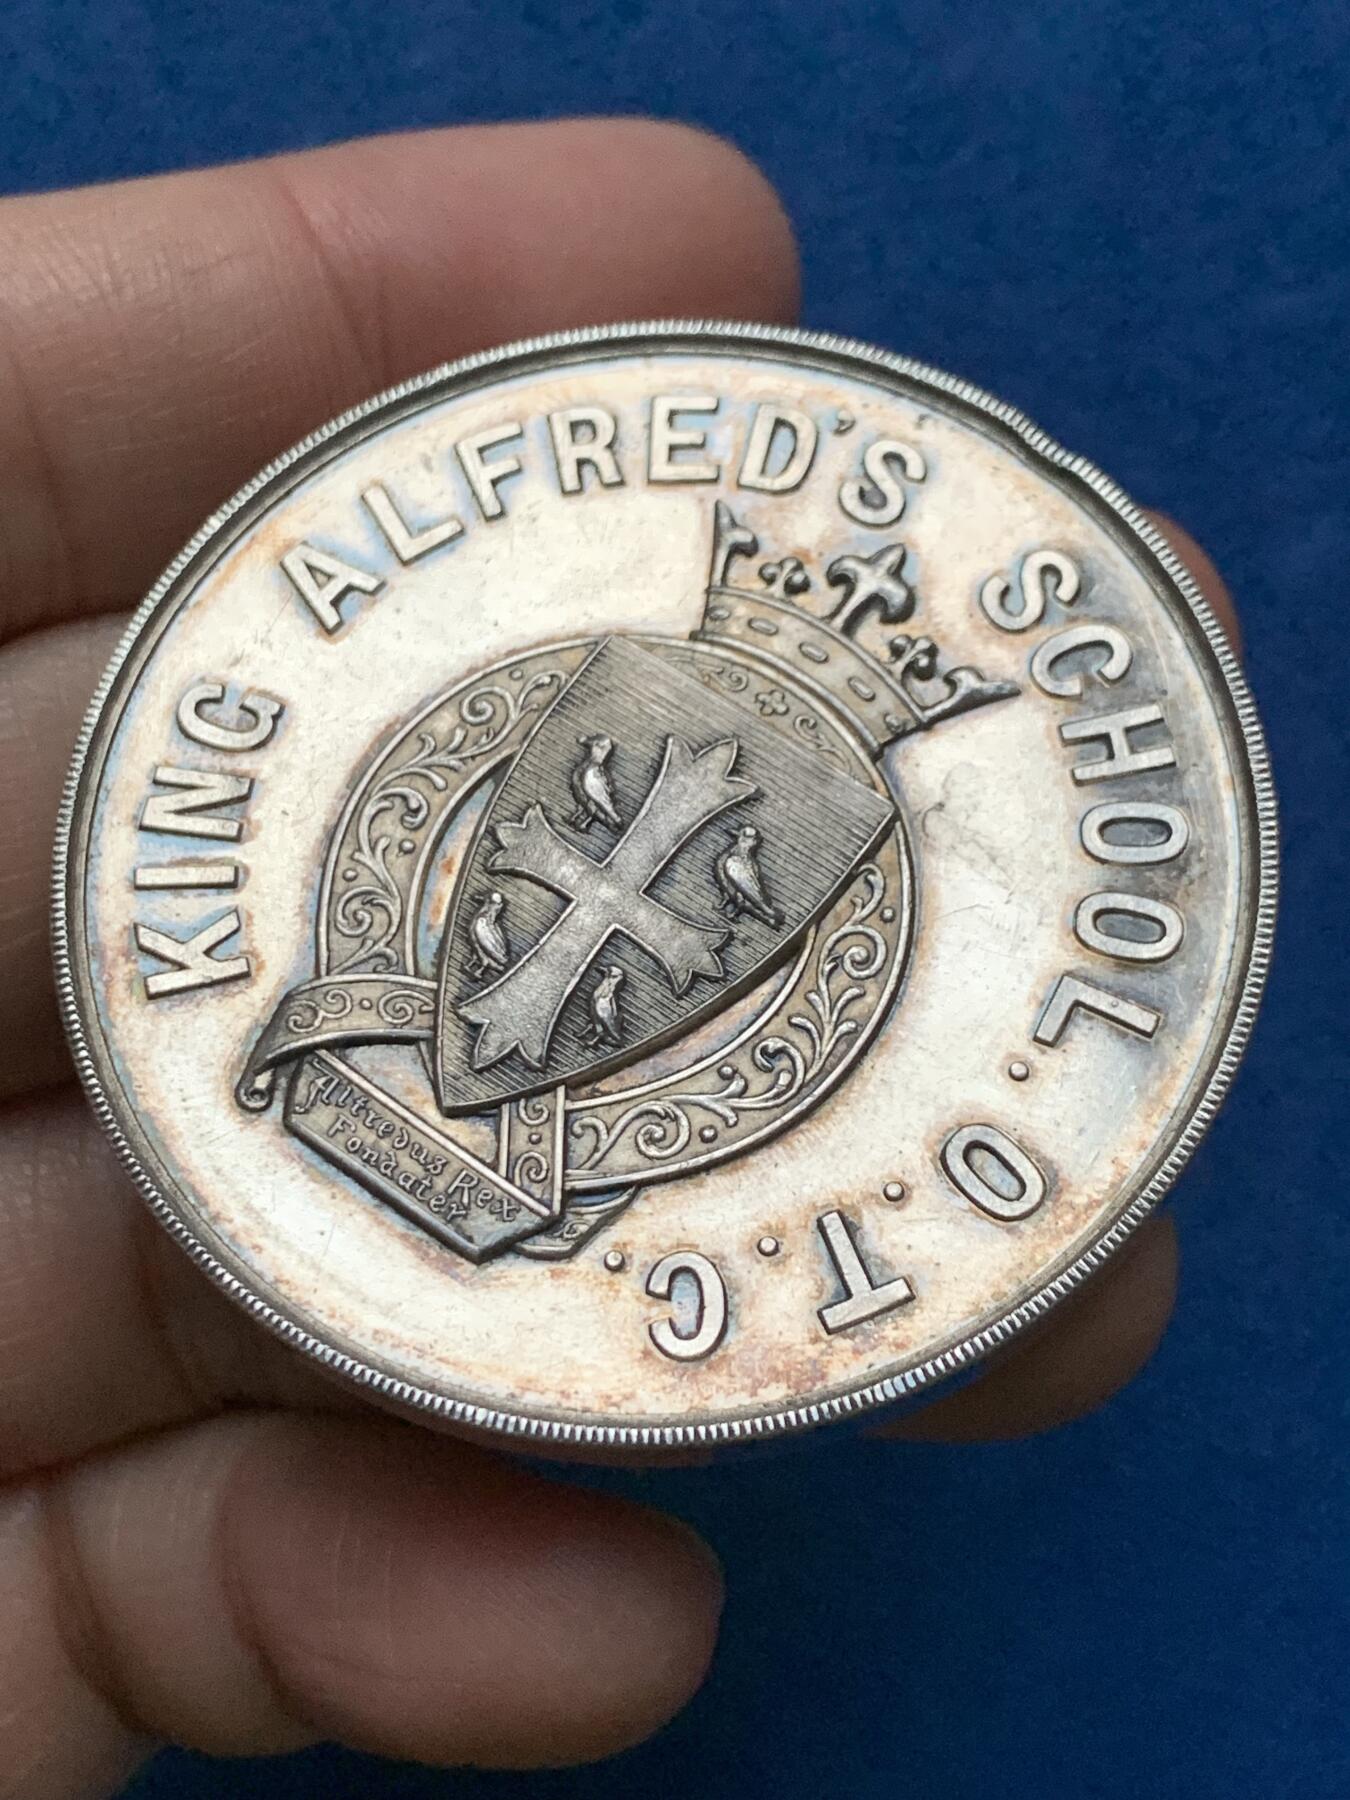 KING ALFRED'S SCHOOL. O.T.C.
Alfredus Rex
Fondater